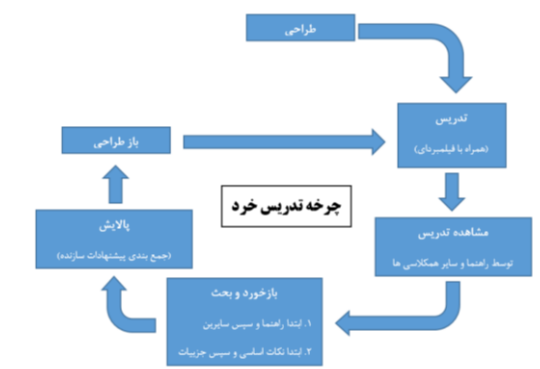 طراحی
تدریس
(همراه با فیلمبرداری)
مشاهده تدریس
توسط راهنما و سایر همکلاسی ها
بازخورد و بحث
۱. ابتدا راهنما و سپس سایرین
۲. ابتدا نکات اساسی و سپس جزییات
پالایش
(جمع بندی پیشنهادات سازنده)
باز طراحی
چرخه تدریس خرد